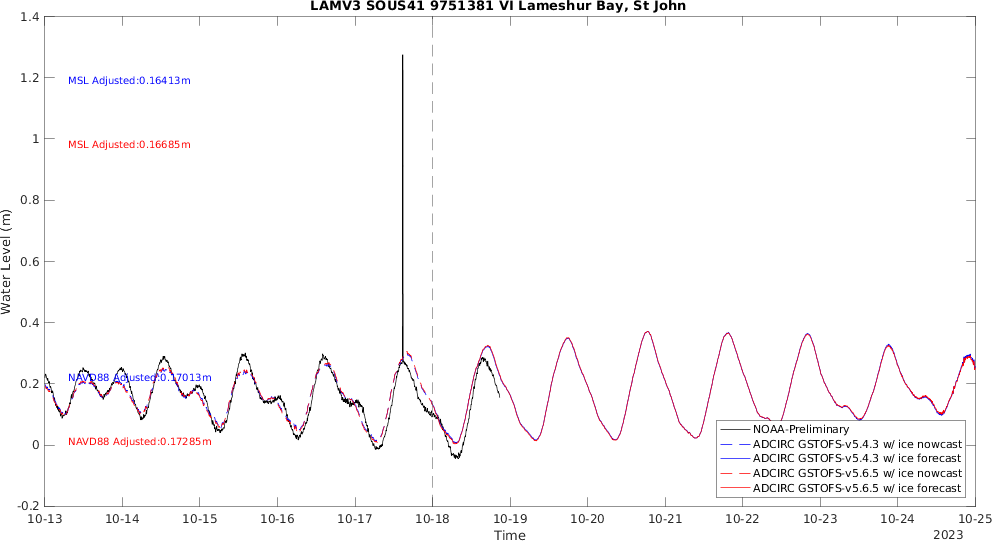 LAMV3 SOUS41 9751381 VI Lameshur Bay, St John
1.4
1.2
1
0.8
0.6
0.4
0.2
0
-0.2
Water Level (m)
MSL Adjusted:0.16413m
MSL Adjusted:0.16685m
NAVD88 Adjusted:0.17013m
NAVD88 Adjusted:0.17285m
NOAA-Preliminary
ADCIRC GSTOFS-v5.4.3 w/ ice nowcast
ADCIRC GSTOFS-v5.4.3 w/ ice forecast
ADCIRC GSTOFS-v5.6.5 w/ ice nowcast
ADCIRC GSTOFS-v5.6.5 w/ ice forecast
10-13 10-14 10-15 10-16 10-17 10-18 10-19 10-20 10-21 10-22 10-23 10-24 10-25
Time
2023